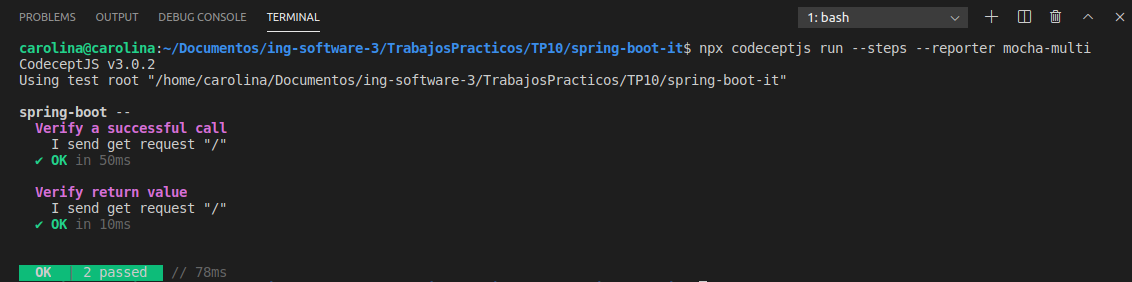 PROBLEMS OUTPUT DEBUG CONSOLE TERMINAL 1: bash
carolina@carolina:~/Documentos/ing-software-3/TrabajosPracticos/TP10/spring-boot-it$ npx codeceptjs run --steps --reporter mocha-multi
CodeceptJS v3.0.2
Using test root "/home/carolina/Documentos/ing-software-3/TrabajosPracticos/TP10/spring-boot-it"
spring-boot --
Verify a successful call
I send get request "/"
✔ OK in 50ms
Verify return value
I send get request "/"
✔ OK in 10ms
OK | 2 passed // 78ms